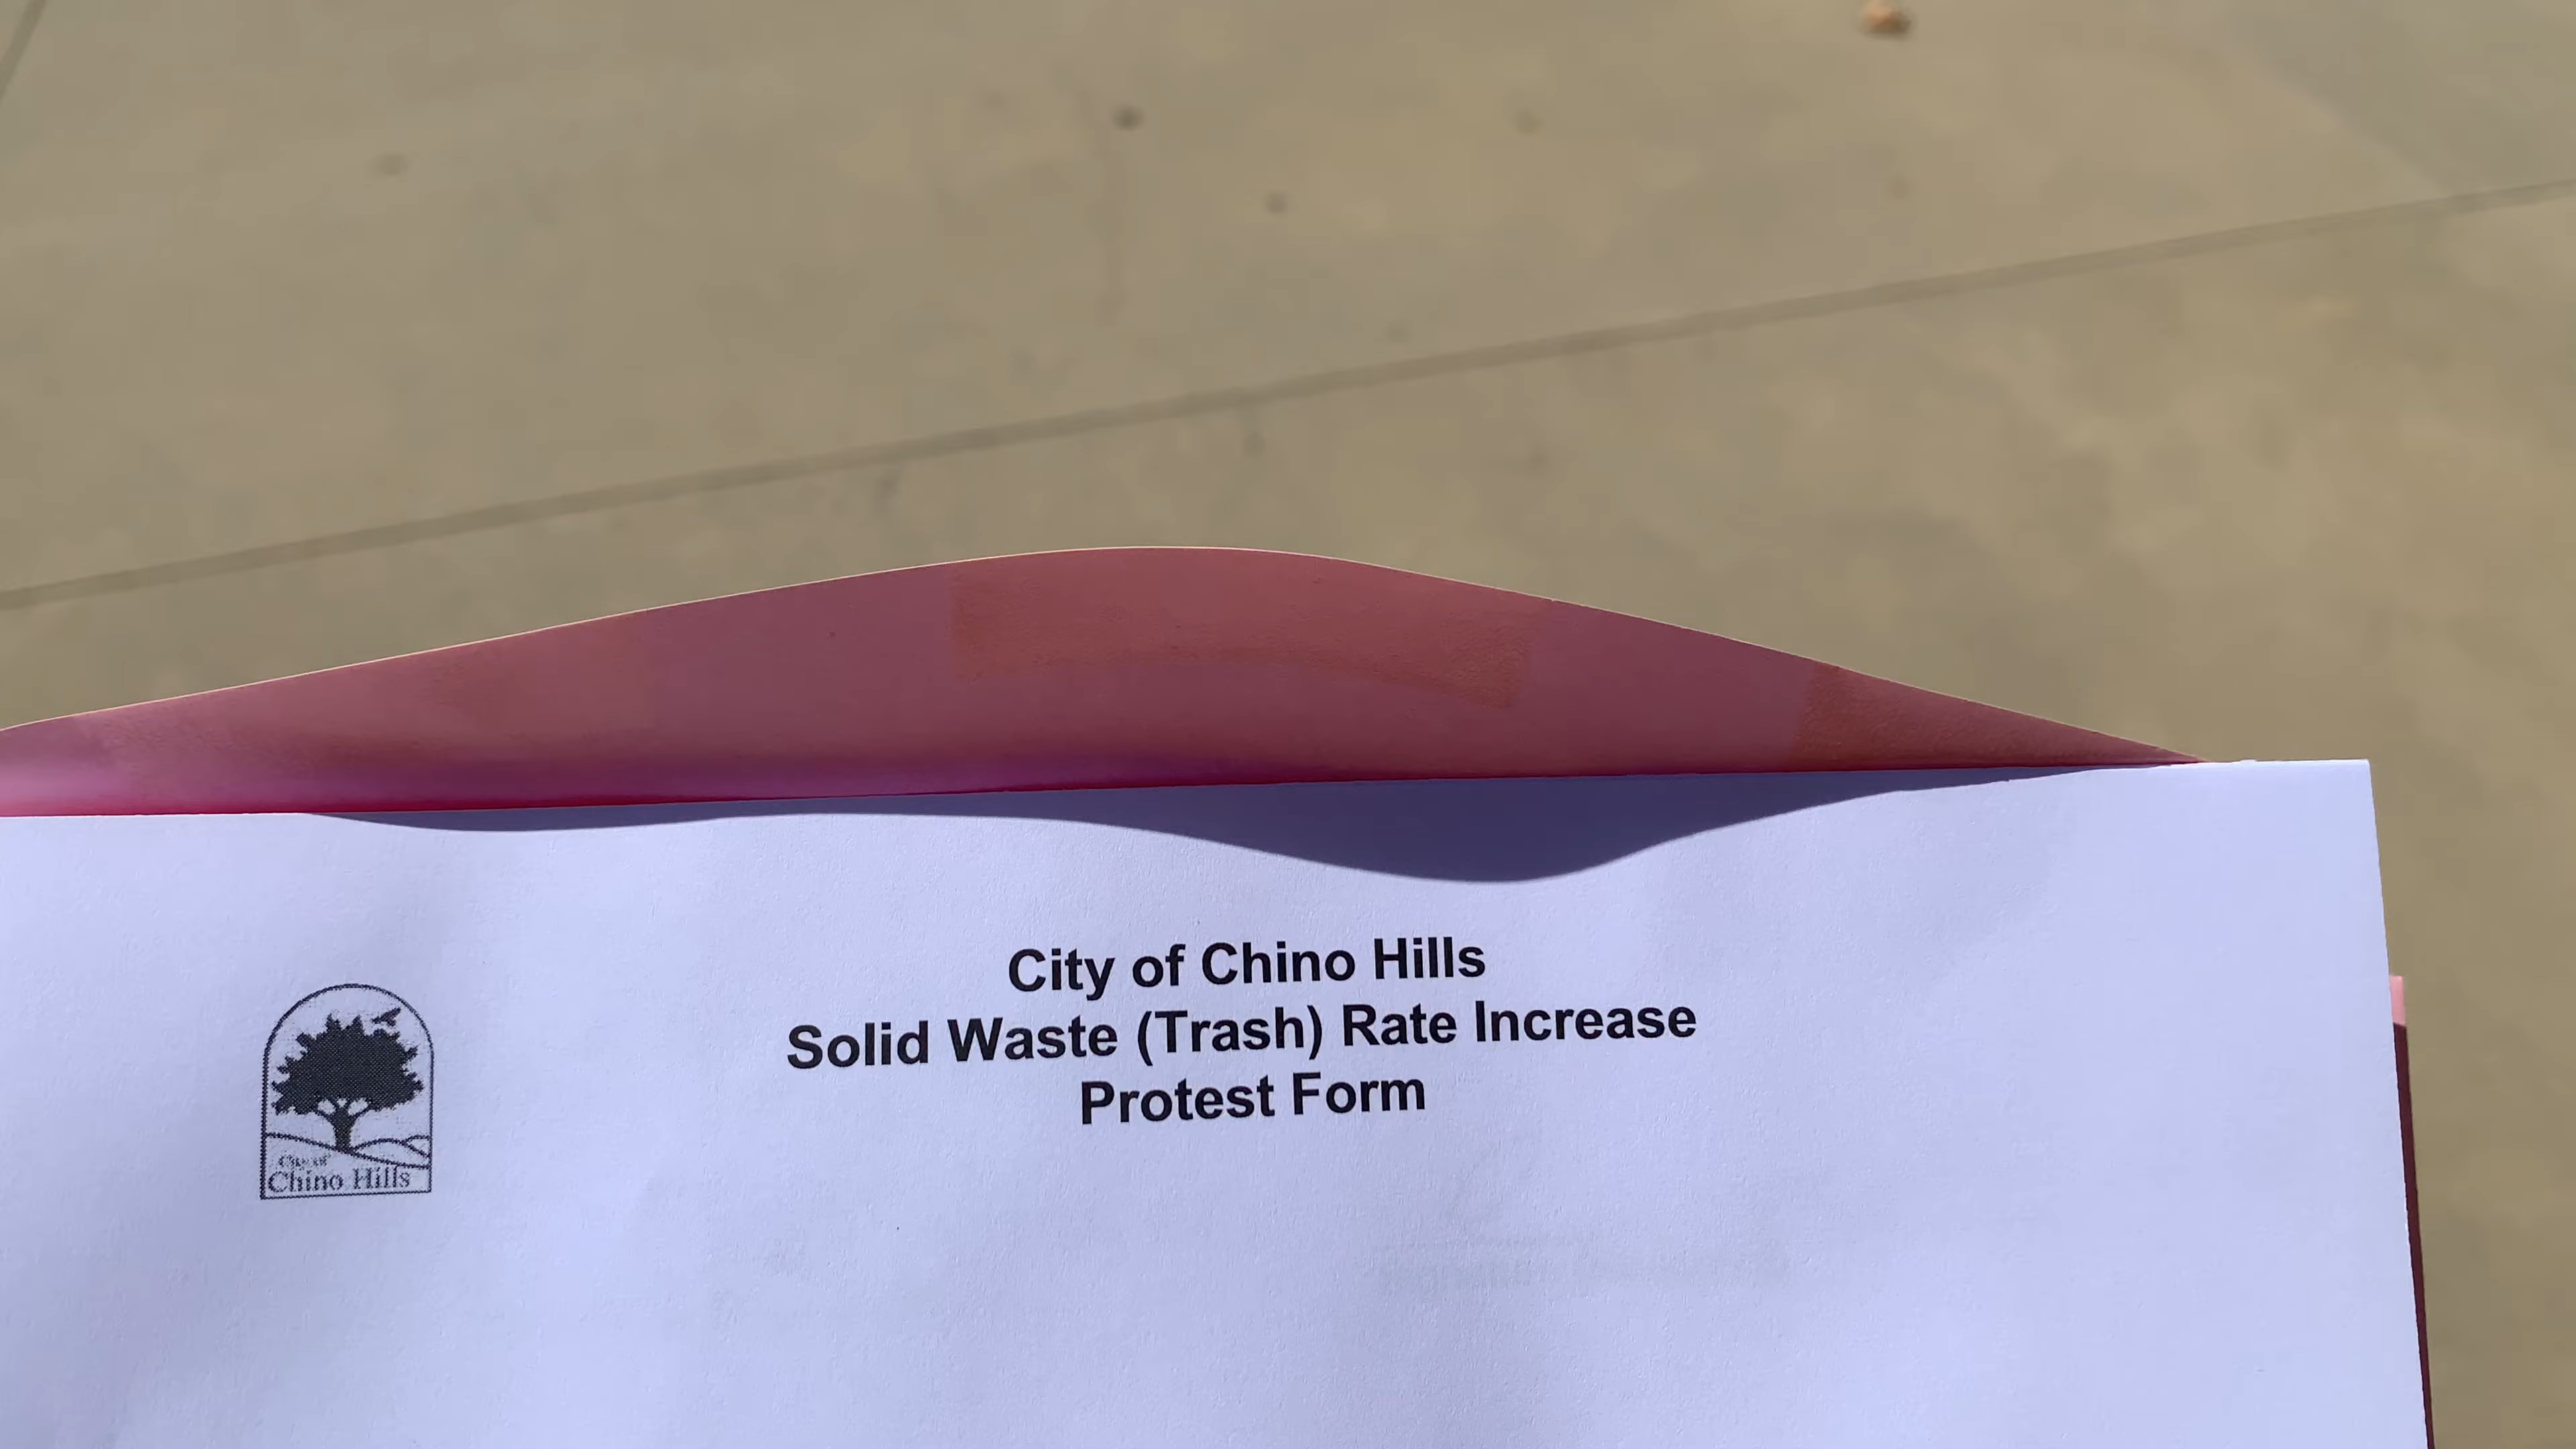 City of Chino Hills
Solid Waste (Trash) Rate Increase
Protest Form
City of
Chino Hills